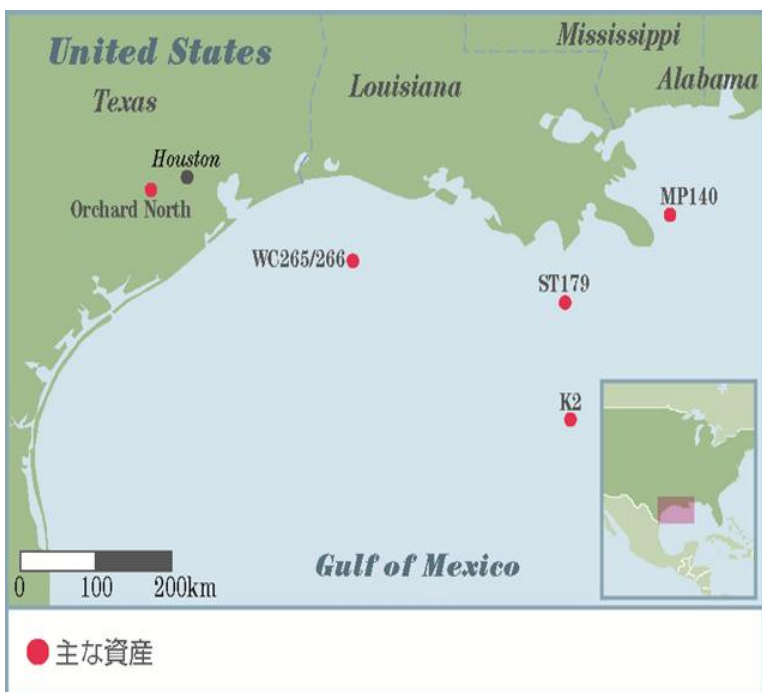 United States
Mississippi
Texas
Louisiana
Alabama
Houston
Orchard North
MP140
WC265/266
ST179
K2
Gulf of Mexico
0 100 200km
主な資産